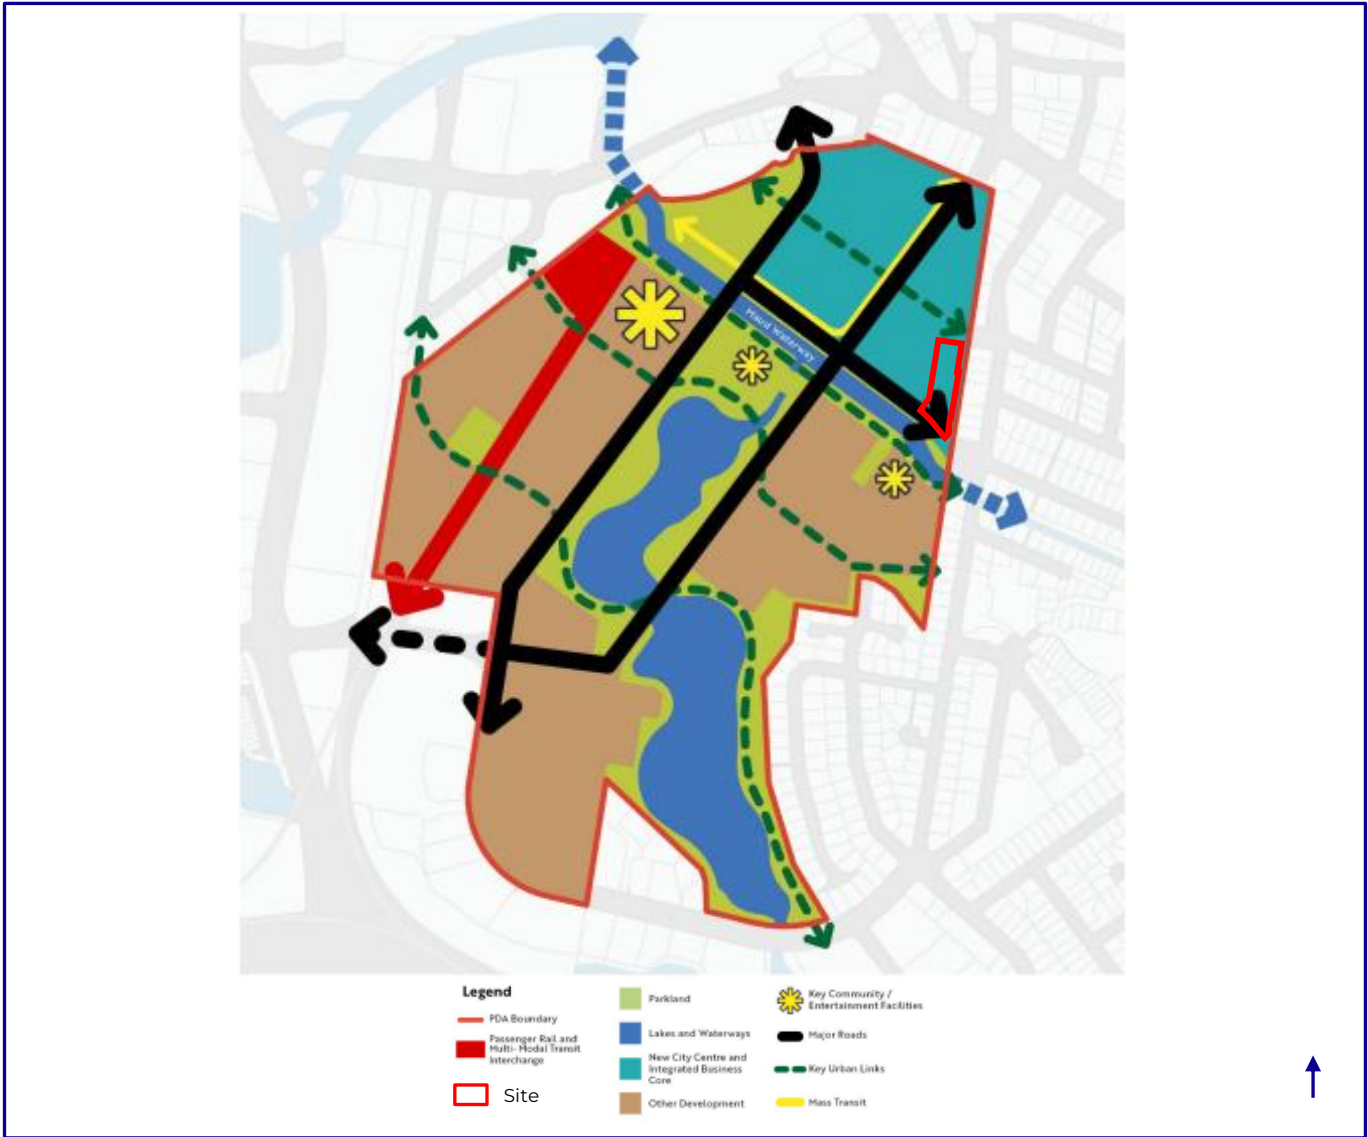 Maud Waterway
Legend
PDA Boundary
Passenger Rail and
Multi- Modal Transit
Interchange
Site
Parkland
Lakes and Waterways
New City Centre and
Integrated Business
Core
Other Development
Key Community /
Entertainment Facilities
Major Roads
Key Urban Links
Mass Transit